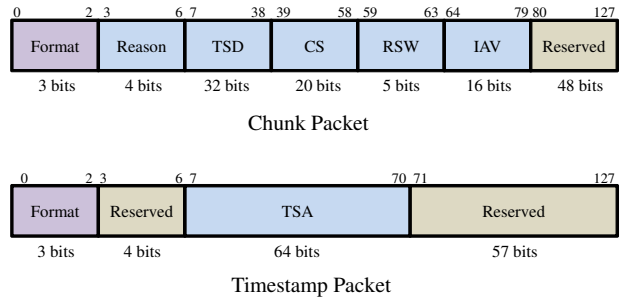 0 2 3 6 7 38 39 58 59 63 64 79 80 127
Format Reason TSD CS RSW IAV Reserved
3 bits 4 bits 32 bits 20 bits 5 bits 16 bits 48 bits
Chunk Packet
0 2 3 6 7 70 71 127
Format Reserved TSA Reserved
3 bits 4 bits 64 bits 57 bits
Timestamp Packet